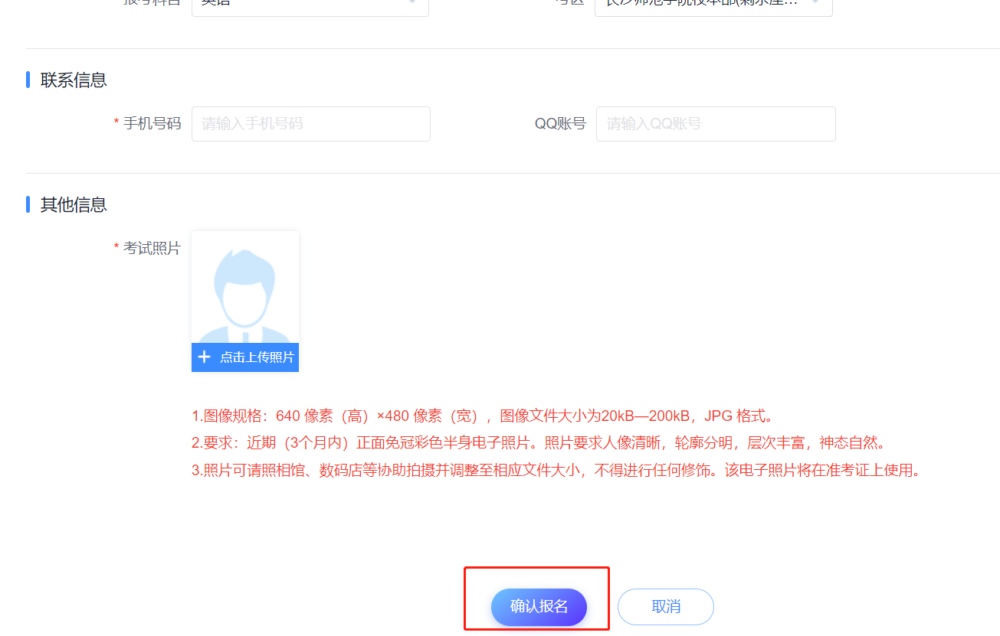 报考科目 英语 考区 长沙师范学院校本部(剩余座…
联系信息
* 手机号码 请输入手机号码 QQ账号 请输入QQ账号
其他信息
* 考试照片
+ 点击上传照片
1.图像规格：640 像素（高）×480 像素（宽），图像文件大小为20kB—200kB，JPG 格式。
2.要求：近期（3个月内）正面免冠彩色半身电子照片。照片要求人像清晰，轮廓分明，层次丰富，神态自然。
3.照片可请照相馆、数码店等协助拍摄并调整至相应文件大小，不得进行任何修饰。该电子照片将在准考证上使用。
确认报名 取消